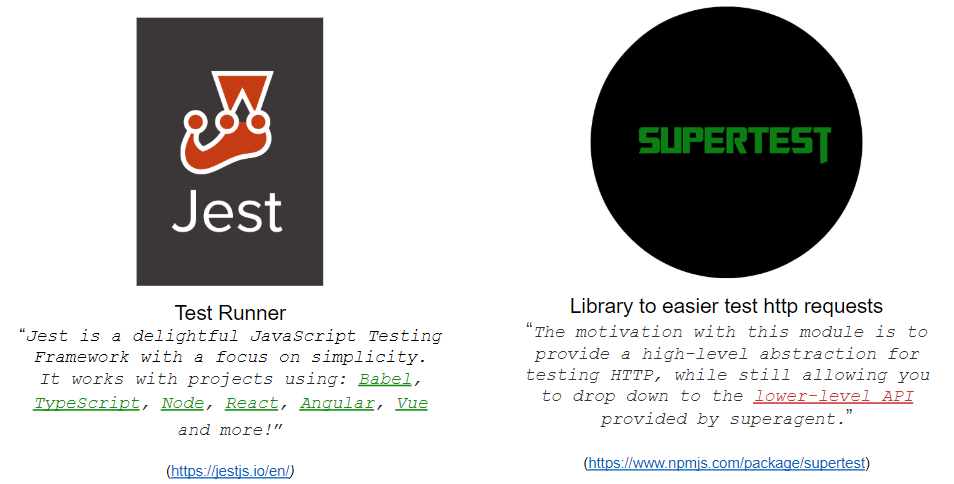 Jest
Test Runner
“Jest is a delightful JavaScript Testing
Framework with a focus on simplicity.
It works with projects using: Babel,
TypeScript, Node, React, Angular, Vue
and more!”
(https://jestjs.io/en/)
SUPERTEST
Library to easier test http requests
“The motivation with this module is to
provide a high-level abstraction for
testing HTTP, while still allowing you
to drop down to the lower-level API
provided by superagent.”
(https://www.npmjs.com/package/supertest)